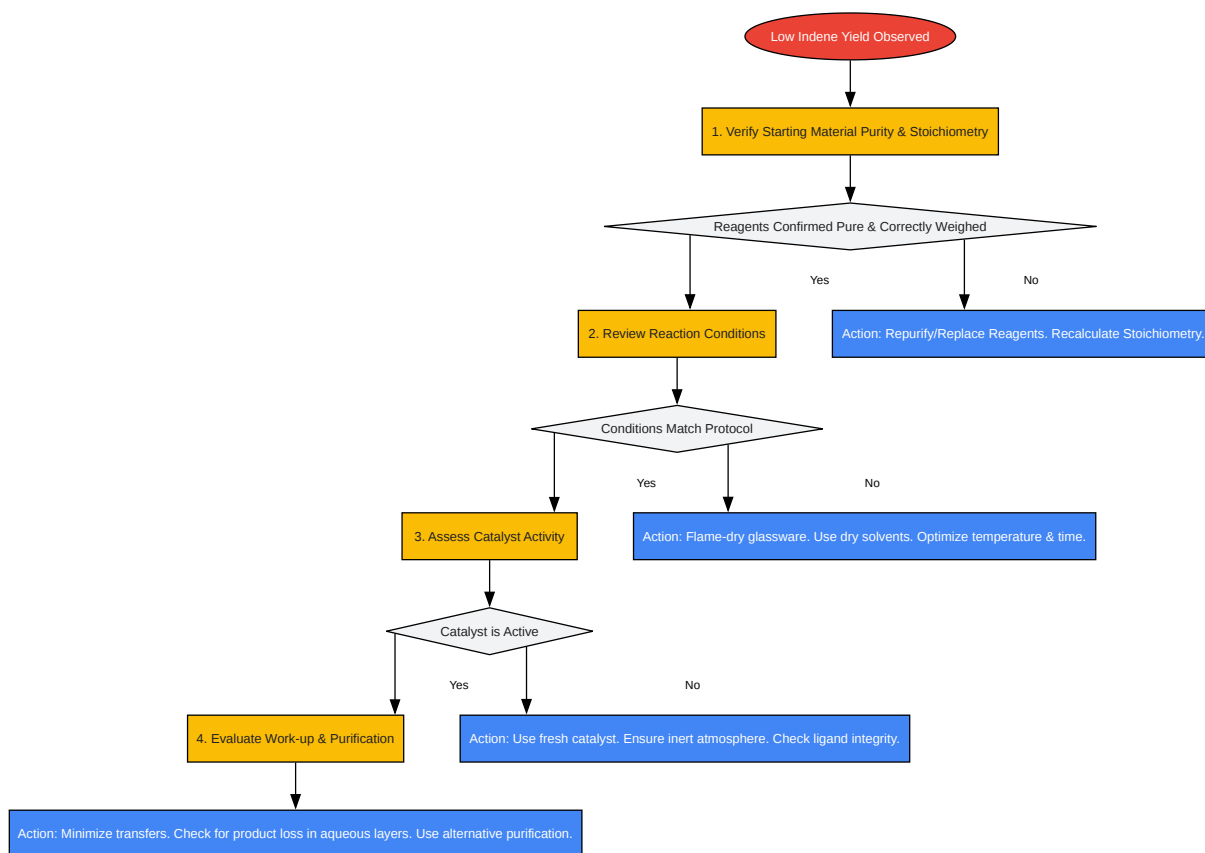 Low Indene Yield Observed
1. Verify Starting Material Purity & Stoichiometry
Reagents Confirmed Pure & Correctly Weighed
Yes
No
2. Review Reaction Conditions
Action: Repurify/Replace Reagents. Recalculate Stoichiometry.
Conditions Match Protocol
Yes
No
3. Assess Catalyst Activity
Action: Flame-dry glassware. Use dry solvents. Optimize temperature & time.
Catalyst is Active
Yes
No
4. Evaluate Work-up & Purification
Action: Use fresh catalyst. Ensure inert atmosphere. Check ligand integrity.
Action: Minimize transfers. Check for product loss in aqueous layers. Use alternative purification.